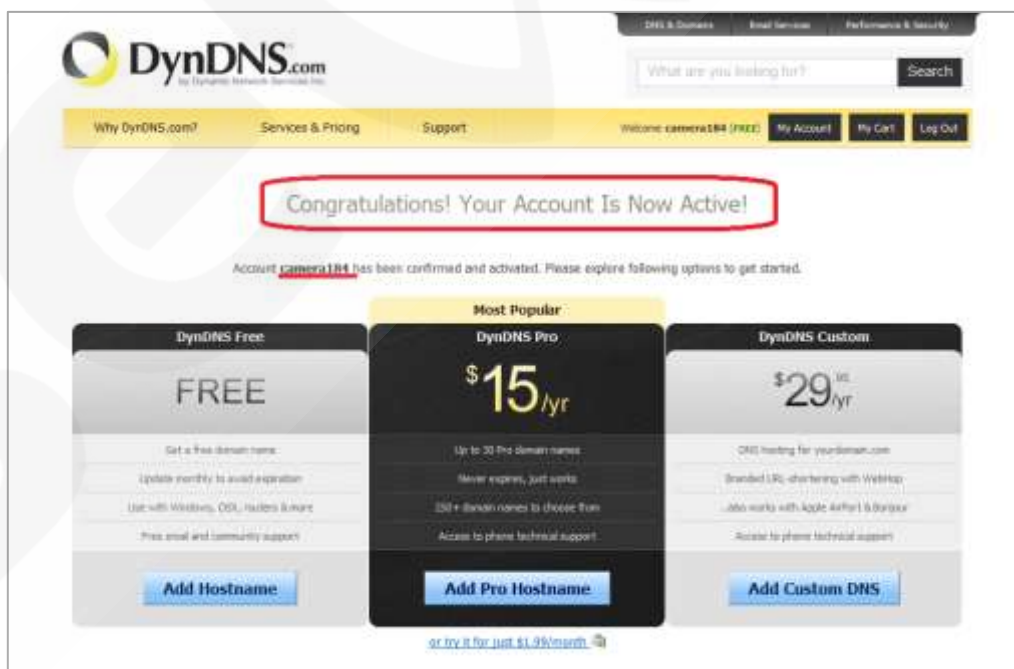 DNS & Domains Email Services Performance & Security
DynDNS.com
by Dynamic Network Services Inc.
What are you looking for? Search
Why DynDNS.com? Services & Pricing Support Welcome camera184 (FREE) My Account My Cart Log Out
Congratulations! Your Account Is Now Active!
Account camera184 has been confirmed and activated. Please explore following options to get started.
Most Popular
DynDNS Free DynDNS Pro DynDNS Custom
FREE $15/yr $29/yr
Get a free domain name Up to 30 Pro domain names DNS hosting for yourdomain.com
Update monthly to avoid expiration Never expires, just works Branded URL-shortening with WebHop
Use with Windows, OSX, routers & more 250+ domain names to choose from ...also works with Apple AirPort & Bonjour
Free email and community support Access to phone technical support Access to phone technical support
Add Hostname Add Pro Hostname Add Custom DNS
or try it for just $1.99/month